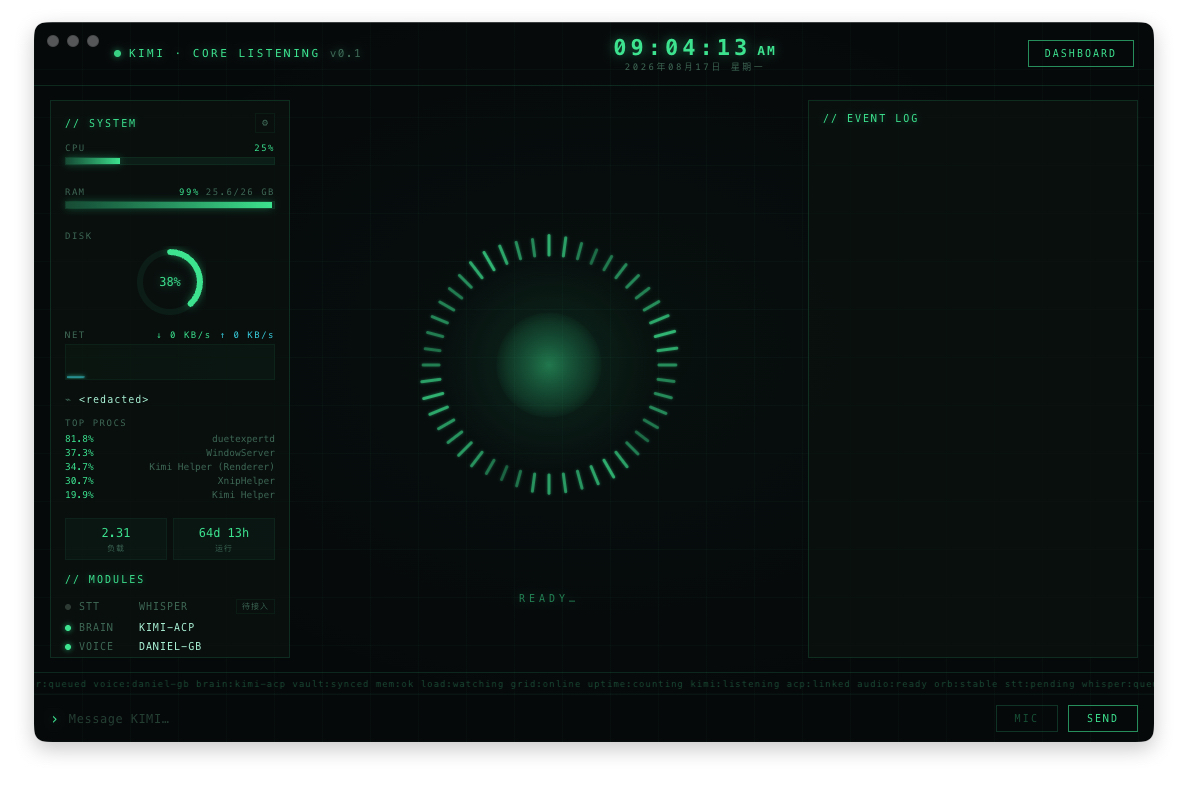 KIMI · CORE LISTENING v0.1
09:04:13 AM
2026年08月17日 星期一
DASHBOARD
// SYSTEM
CPU 25%
RAM 99% 25.6/26 GB
DISK
38%
NET ↓ 0 KB/s ↑ 0 KB/s
~ <redacted>
TOP PROCS
81.8% duetexpertd
37.3% WindowServer
34.7% Kimi Helper (Renderer)
30.7% XnipHelper
19.9% Kimi Helper
2.31 64d 13h
负载 运行
// MODULES
STT WHISPER 待接入
BRAIN KIMI-ACP
VOICE DANIEL-GB
READY…
// EVENT LOG
r:queued voice:daniel-gb brain:kimi-acp vault:synced mem:ok load:watching grid:online uptime:counting kimi:listening acp:linked audio:ready orb:stable stt:pending whisper:que
› Message KIMI…
MIC
SEND